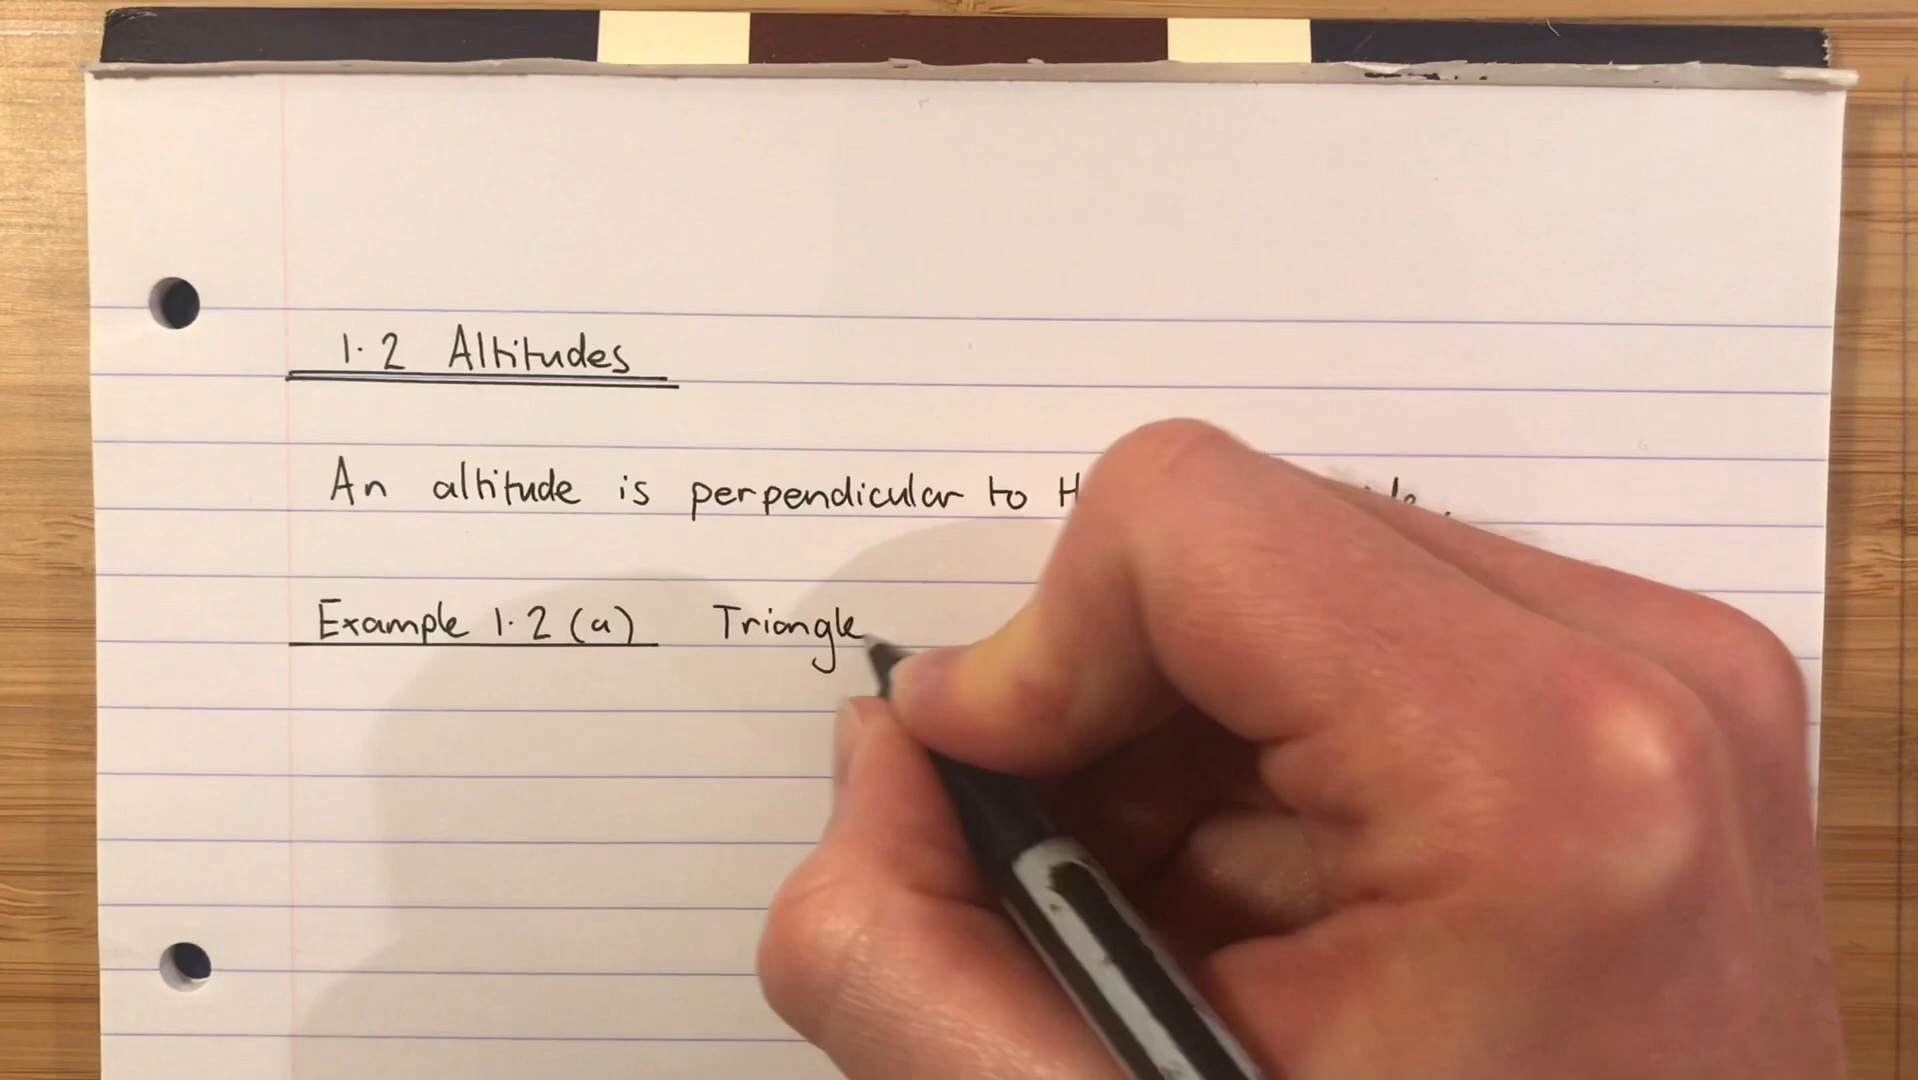 1.2 Altitudes
An altitude is perpendicular to
Example 1.2 (a) Triangle